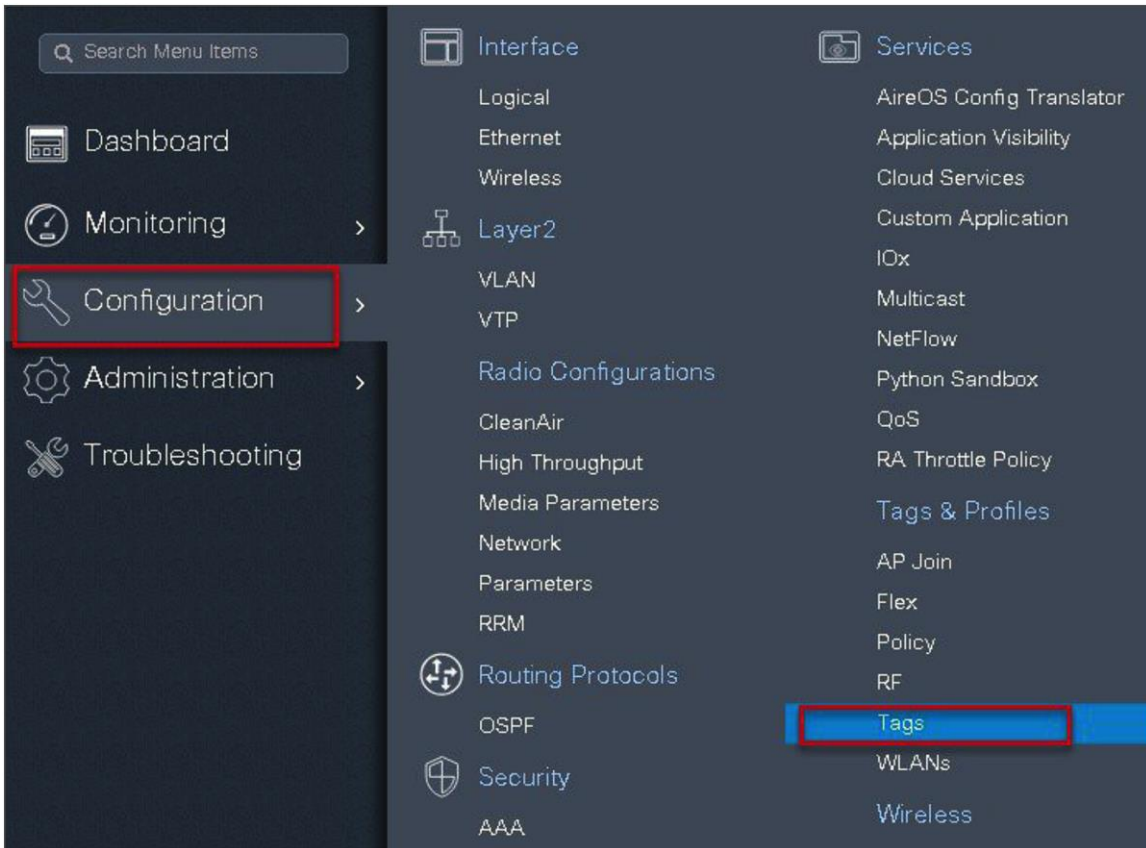 Search Menu Items
Dashboard
Monitoring
Configuration
Administration
Troubleshooting
Interface
Logical
Ethernet
Wireless
Layer2
VLAN
VTP
Radio Configurations
CleanAir
High Throughput
Media Parameters
Network
Parameters
RRM
Routing Protocols
OSPF
Security
AAA
Services
AireOS Config Translator
Application Visibility
Cloud Services
Custom Application
IOx
Multicast
NetFlow
Python Sandbox
QoS
RA Throttle Policy
Tags & Profiles
AP Join
Flex
Policy
RF
Tags
WLANs
Wireless